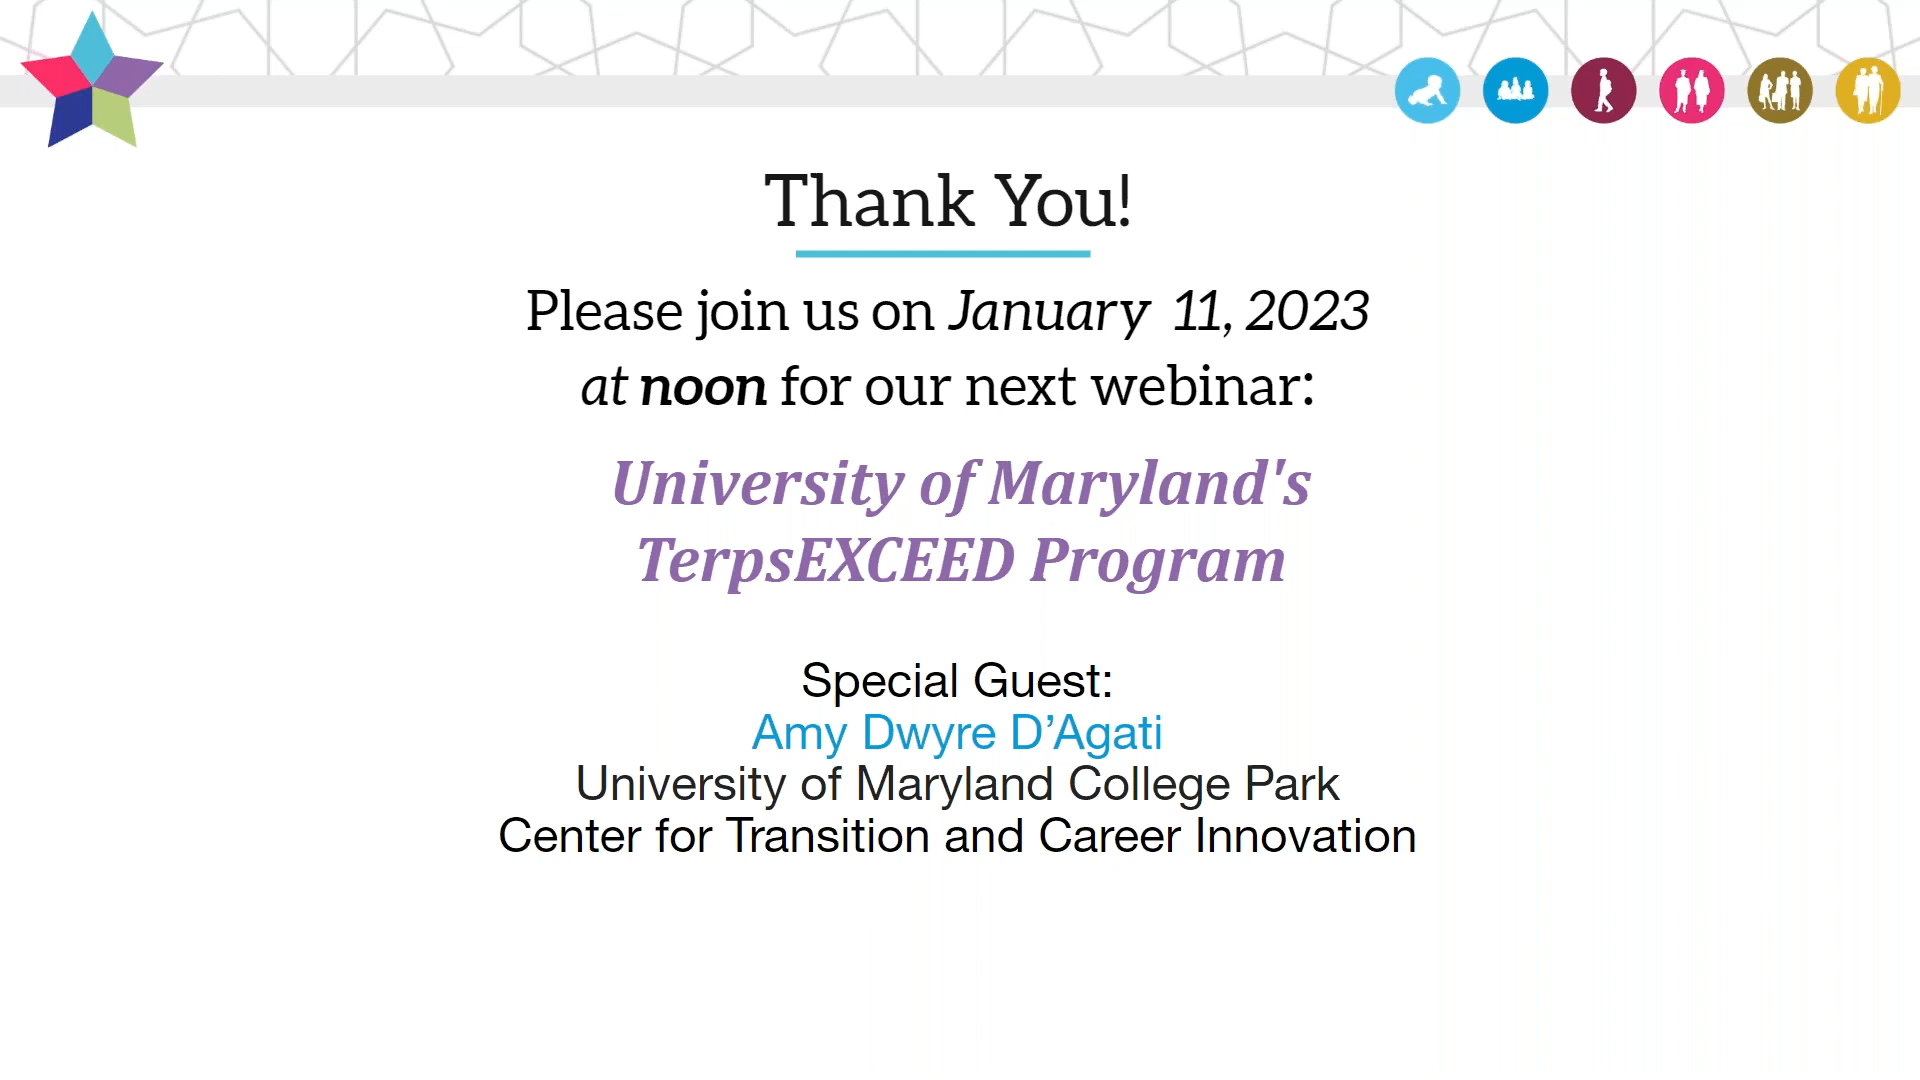 Thank You!
Please join us on January 11, 2023
at noon for our next webinar:
University of Maryland's
TerpsEXCEED Program
Special Guest:
Amy Dwyre D’Agati
University of Maryland College Park
Center for Transition and Career Innovation